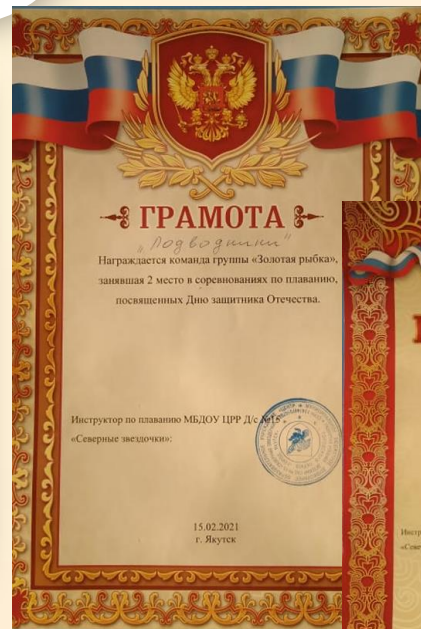 ГРАМОТА
"Подводники"
Награждается команда группы «Золотая рыбка»,
занявшая 2 место в соревнованиях по плаванию,
посвященных Дню защитника Отечества.
Инструктор по плаванию МБДОУ ЦРР Д/с №15
«Северные звездочки»:
15.02.2021
г. Якутск